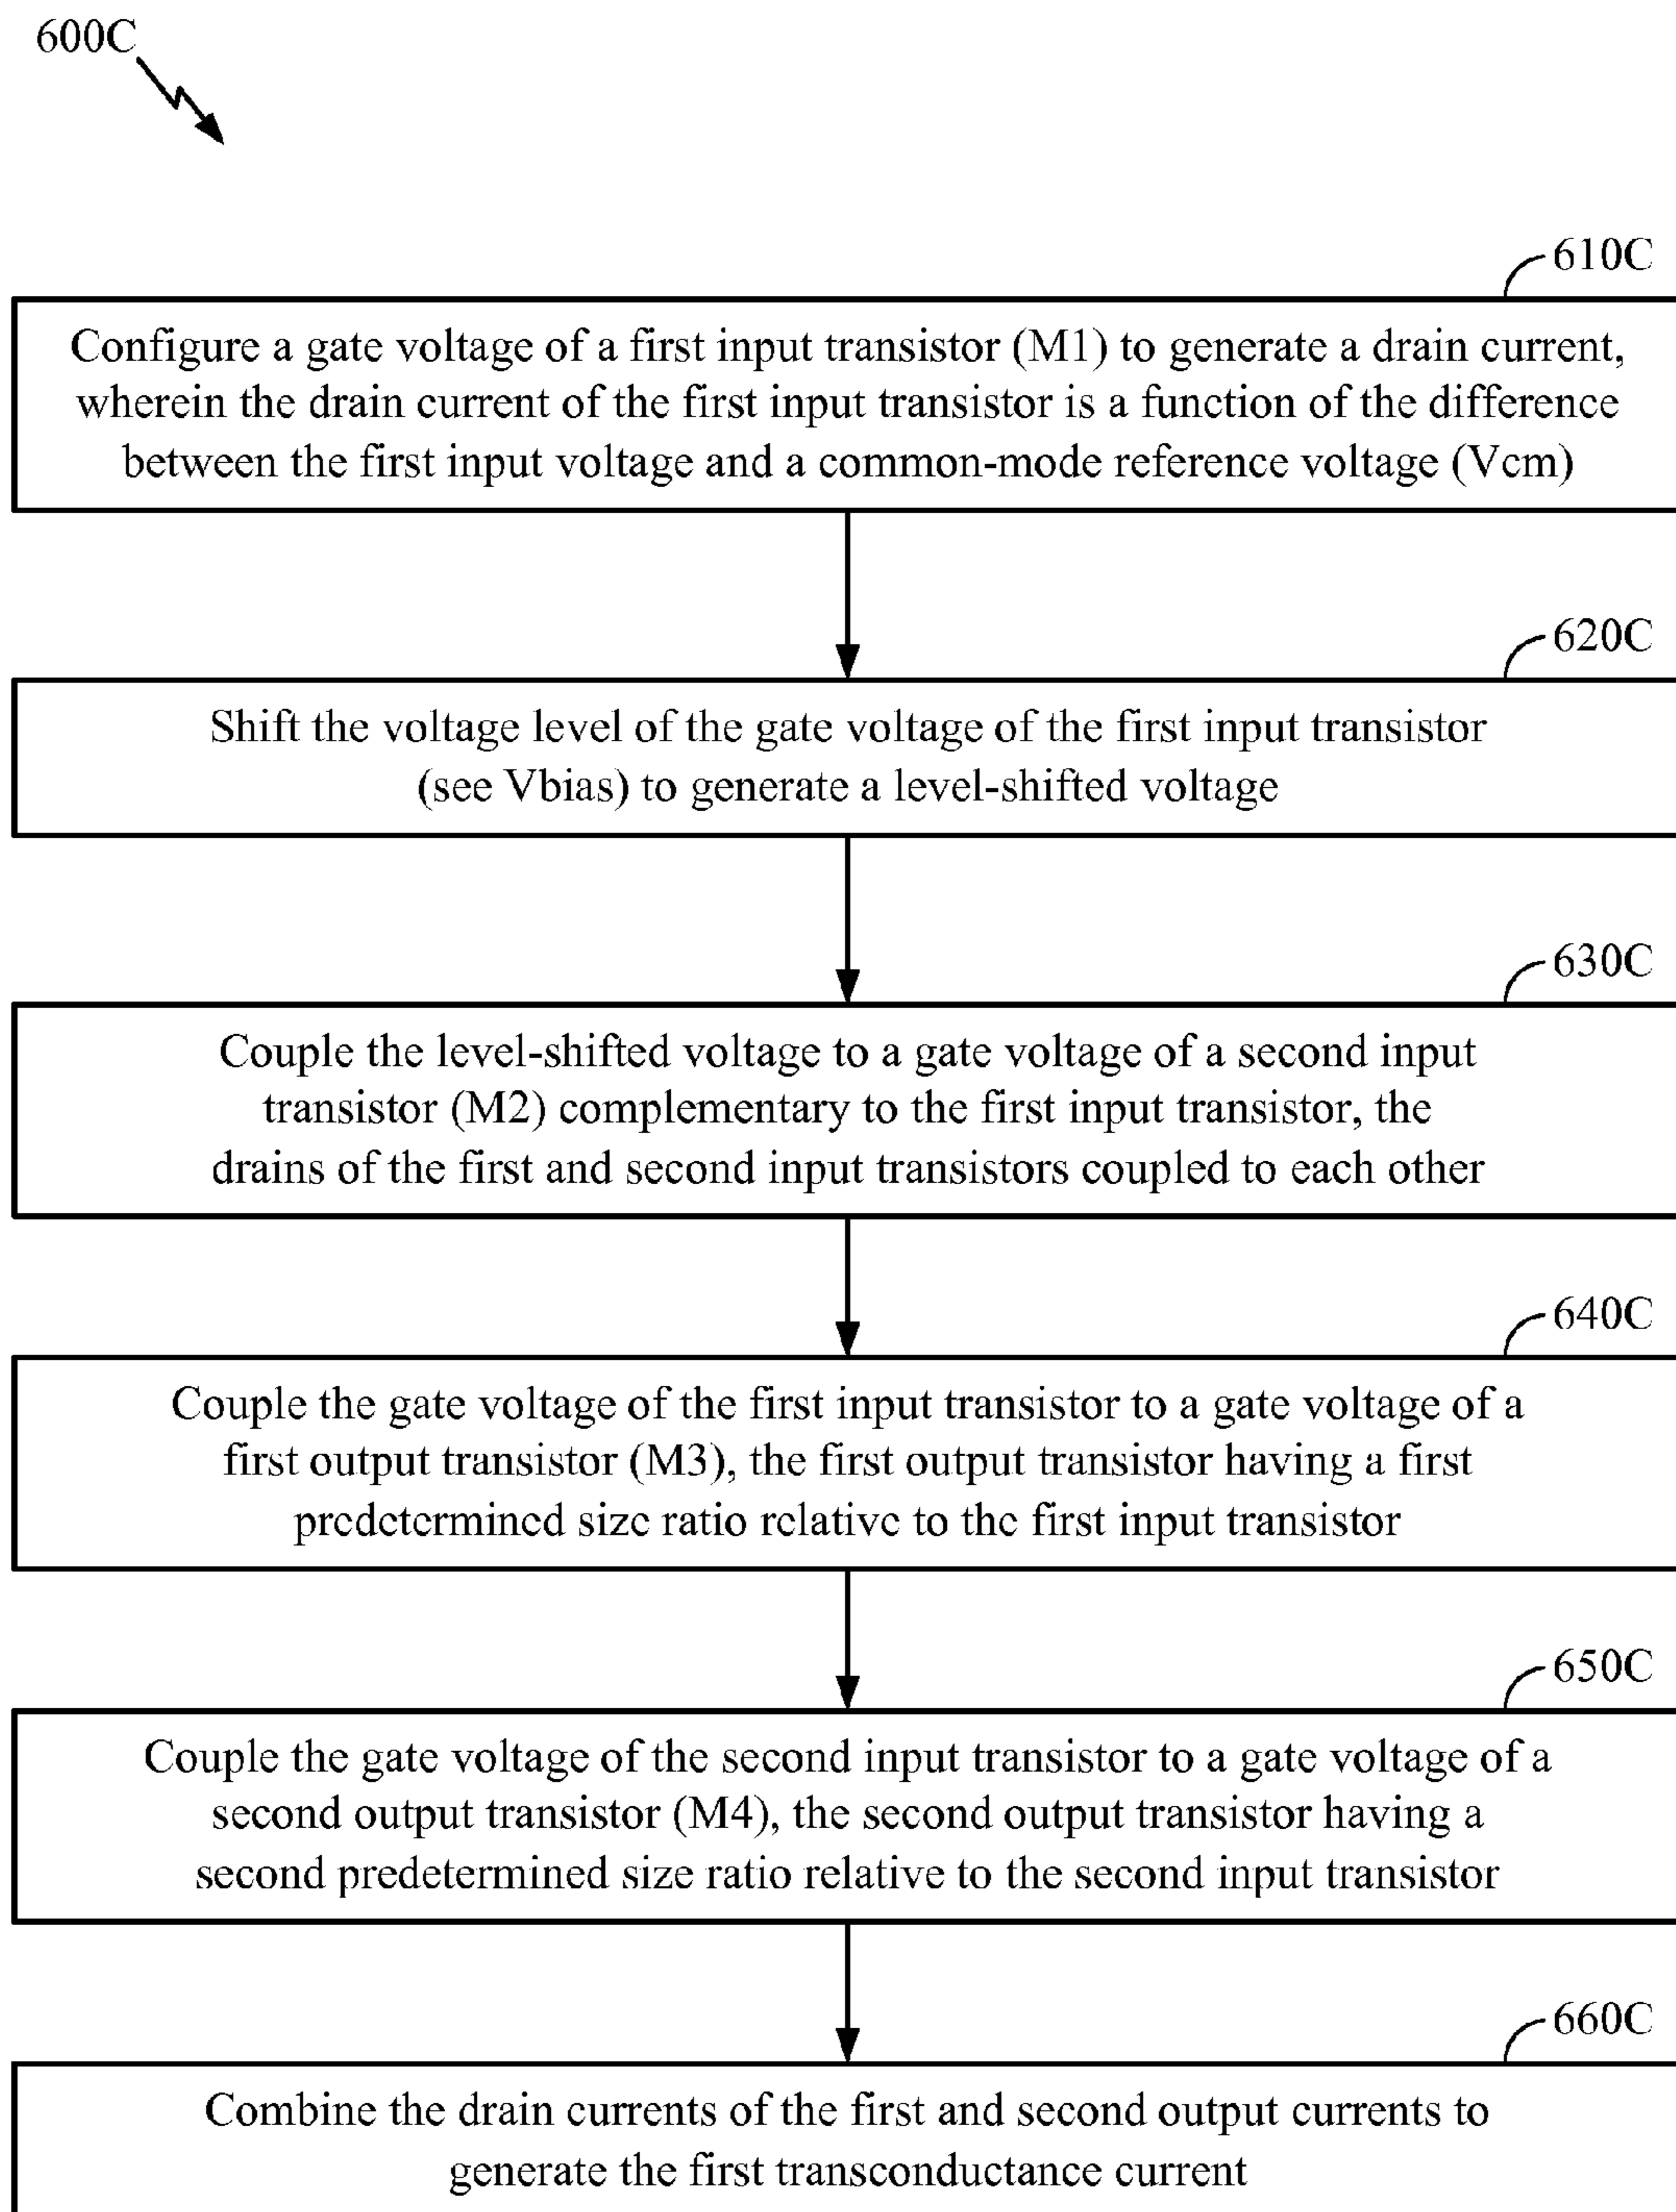 600C
610C
Configure a gate voltage of a first input transistor (M1) to generate a drain current,
wherein the drain current of the first input transistor is a function of the difference
between the first input voltage and a common-mode reference voltage (Vcm)
620C
Shift the voltage level of the gate voltage of the first input transistor
(see Vbias) to generate a level-shifted voltage
630C
Couple the level-shifted voltage to a gate voltage of a second input
transistor (M2) complementary to the first input transistor, the
drains of the first and second input transistors coupled to each other
640C
Couple the gate voltage of the first input transistor to a gate voltage of a
first output transistor (M3), the first output transistor having a first
predetermined size ratio relative to the first input transistor
650C
Couple the gate voltage of the second input transistor to a gate voltage of a
second output transistor (M4), the second output transistor having a
second predetermined size ratio relative to the second input transistor
660C
Combine the drain currents of the first and second output currents to
generate the first transconductance current